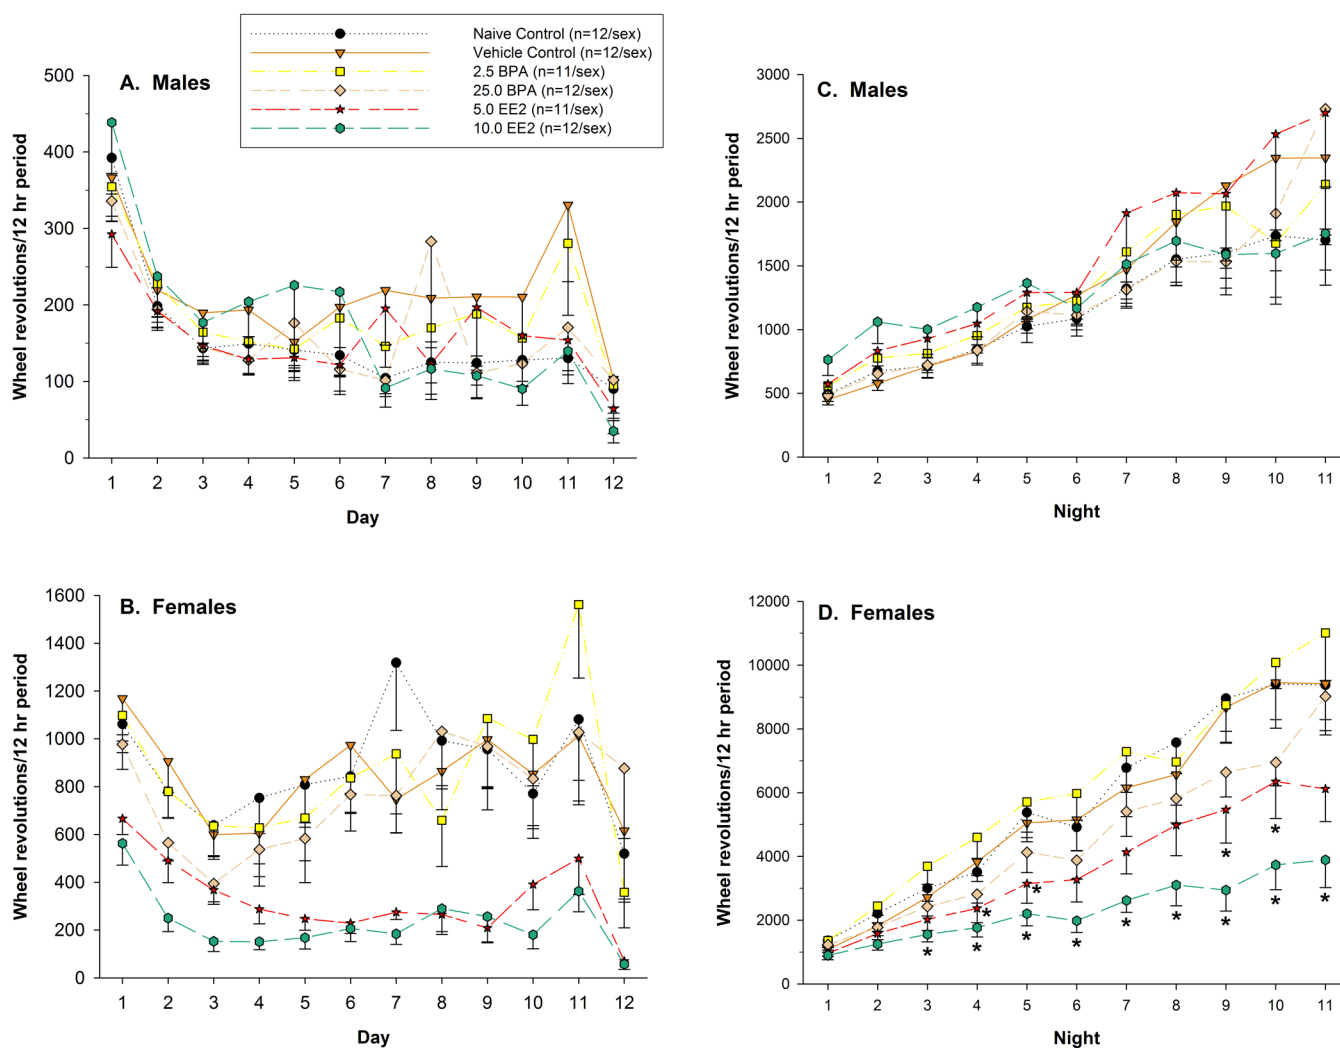 Naive Control (n=12/sex)
Vehicle Control (n=12/sex)
2.5 BPA (n=11/sex)
25.0 BPA (n=12/sex)
5.0 EE2 (n=11/sex)
10.0 EE2 (n=12/sex)
A. Males
Wheel revolutions/12 hr period
500
400
300
200
100
0
1 2 3 4 5 6 7 8 9 10 11 12
Day
C. Males
Wheel revolutions/12 hr period
3000
2500
2000
1500
1000
500
0
1 2 3 4 5 6 7 8 9 10 11
Night
B. Females
Wheel revolutions/12 hr period
1600
1400
1200
1000
800
600
400
200
0
1 2 3 4 5 6 7 8 9 10 11 12
Day
D. Females
Wheel revolutions/12 hr period
12000
10000
8000
6000
4000
2000
0
* * * * * * * * * * * * *
1 2 3 4 5 6 7 8 9 10 11
Night